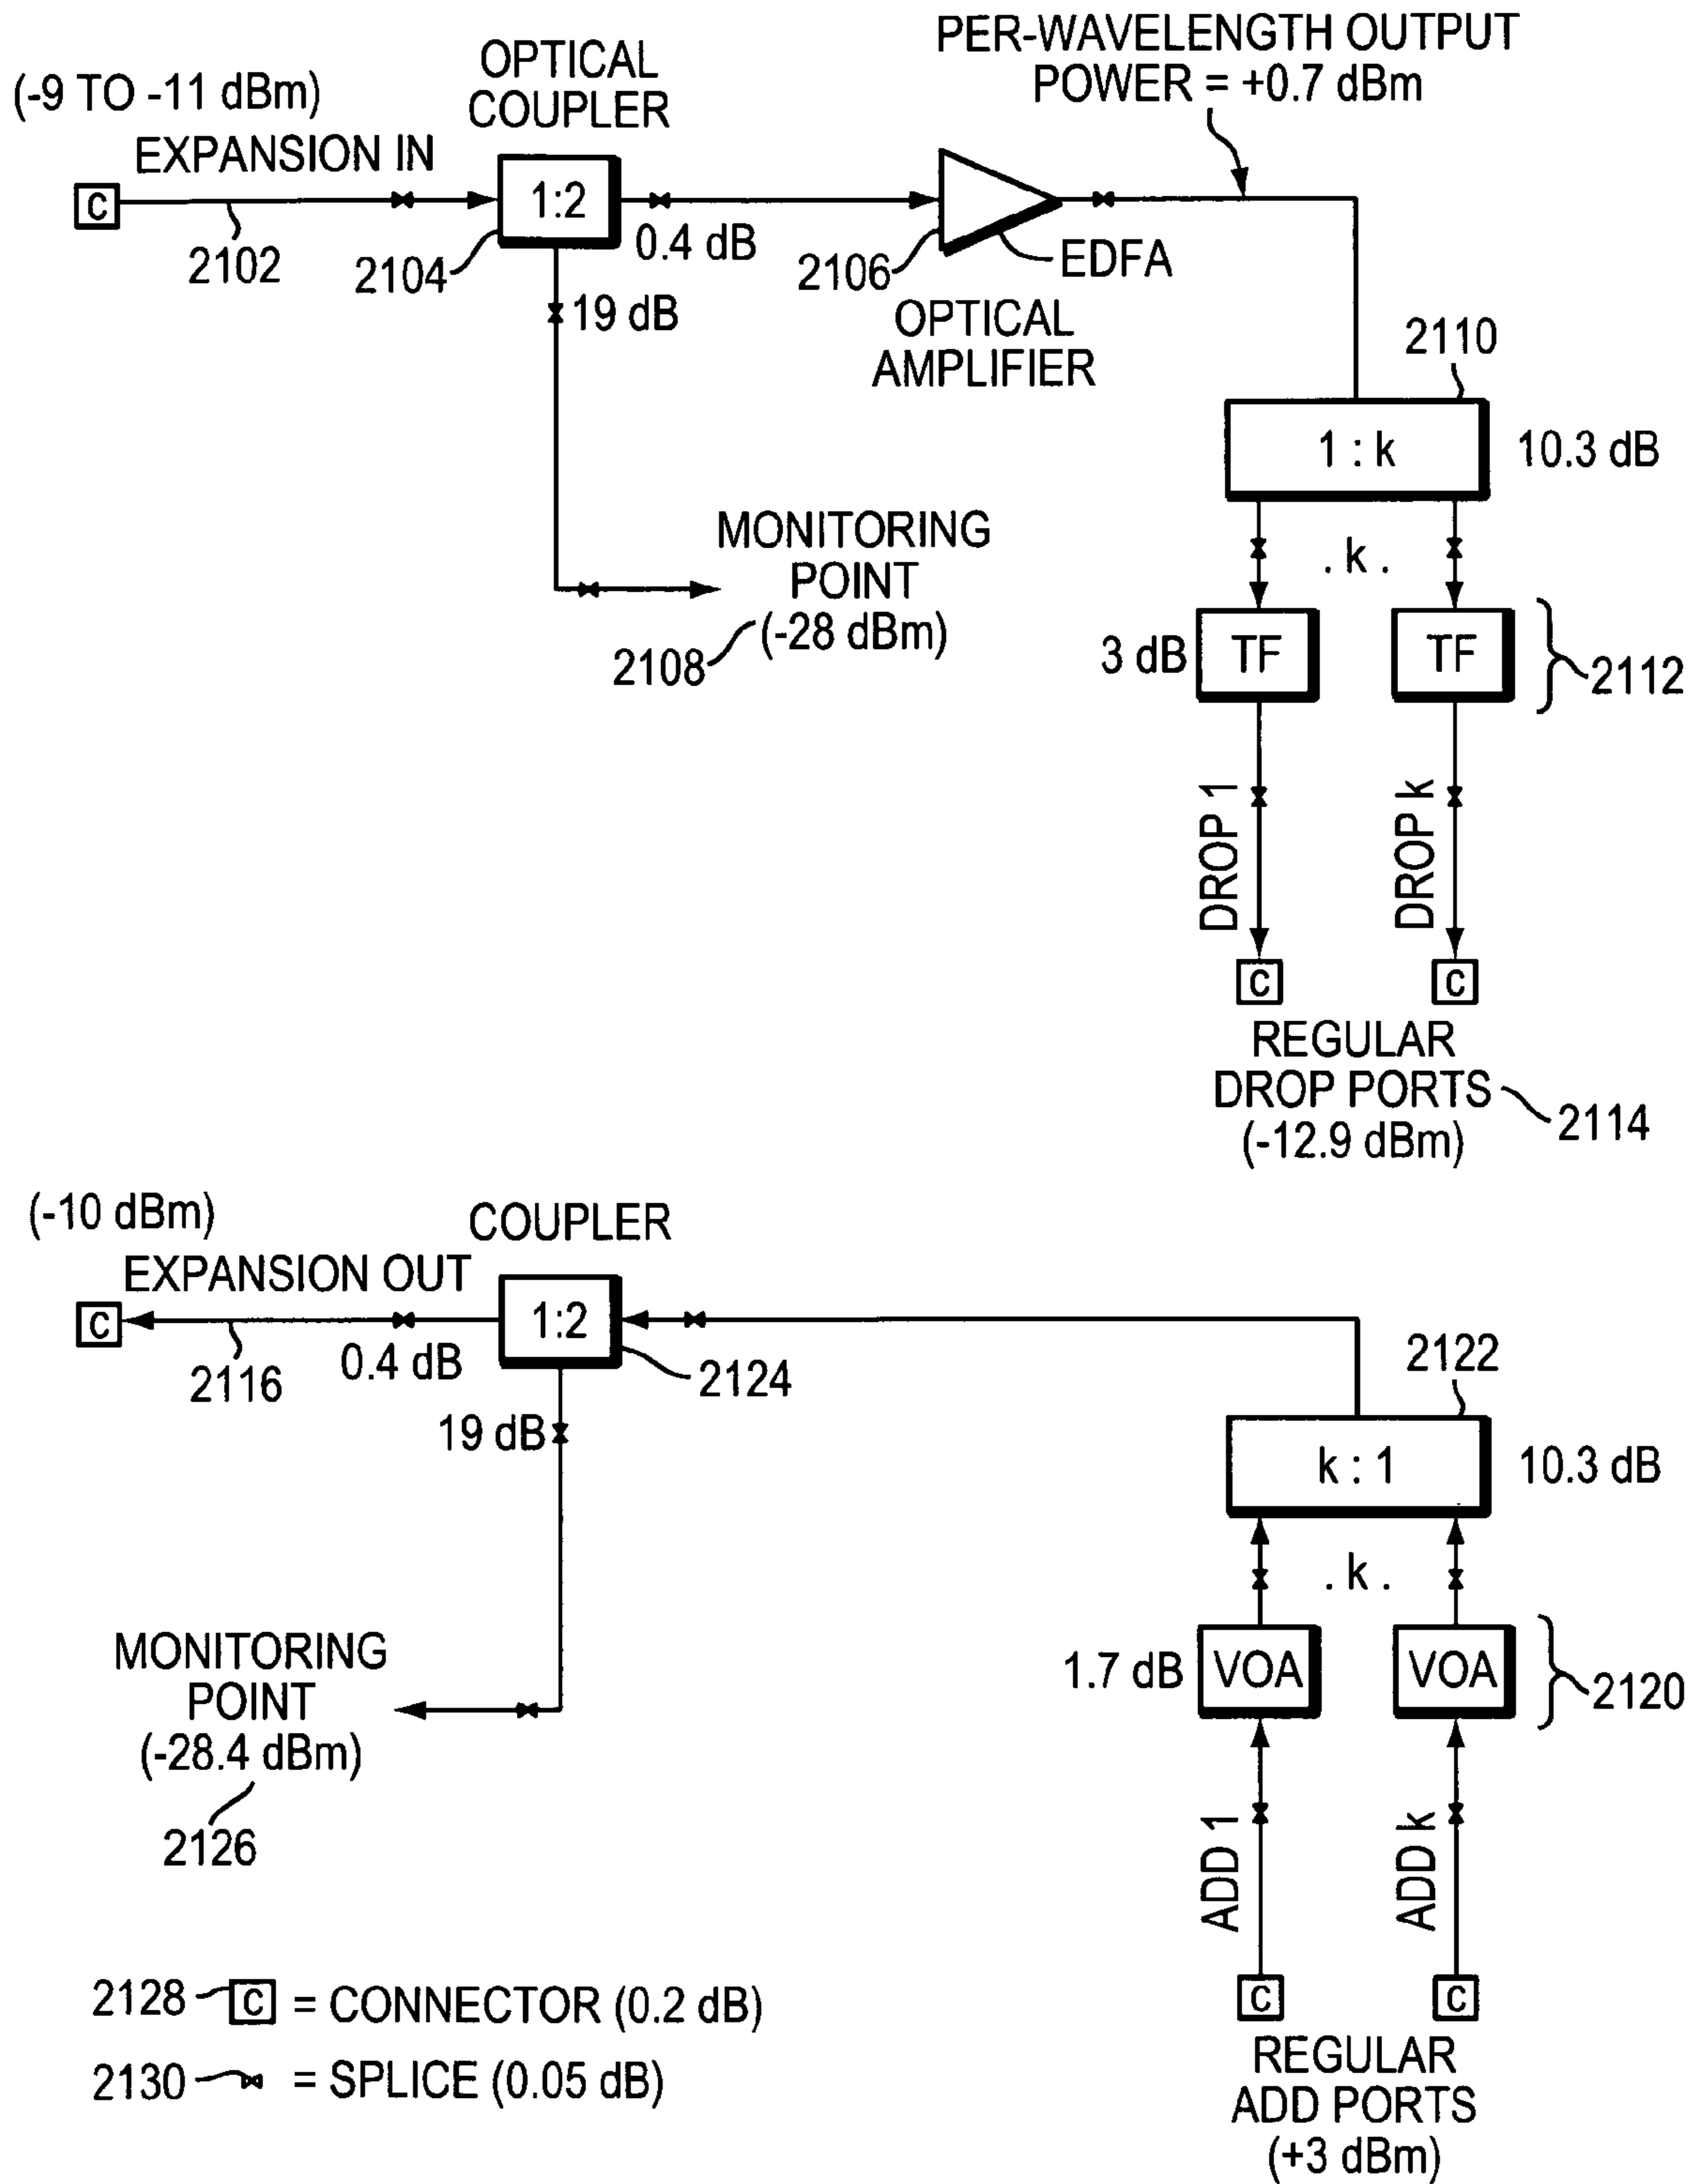 PER-WAVELENGTH OUTPUT
POWER = +0.7 dBm
OPTICAL
COUPLER
(-9 TO -11 dBm)
EXPANSION IN
C
1:2
2102
2104
0.4 dB
2106
EDFA
19 dB
OPTICAL
AMPLIFIER
2110
1 : k
10.3 dB
MONITORING
POINT
(-28 dBm)
2108
. k .
3 dB
TF
TF
2112
DROP 1
DROP k
C
C
REGULAR
DROP PORTS
(-12.9 dBm)
2114
(-10 dBm)
EXPANSION OUT
COUPLER
C
1:2
2116
0.4 dB
2124
19 dB
2122
k : 1
10.3 dB
. k .
MONITORING
POINT
(-28.4 dBm)
2126
1.7 dB
VOA
VOA
2120
ADD 1
ADD k
C
C
REGULAR
ADD PORTS
(+3 dBm)
2128 C = CONNECTOR (0.2 dB)
2130 = SPLICE (0.05 dB)